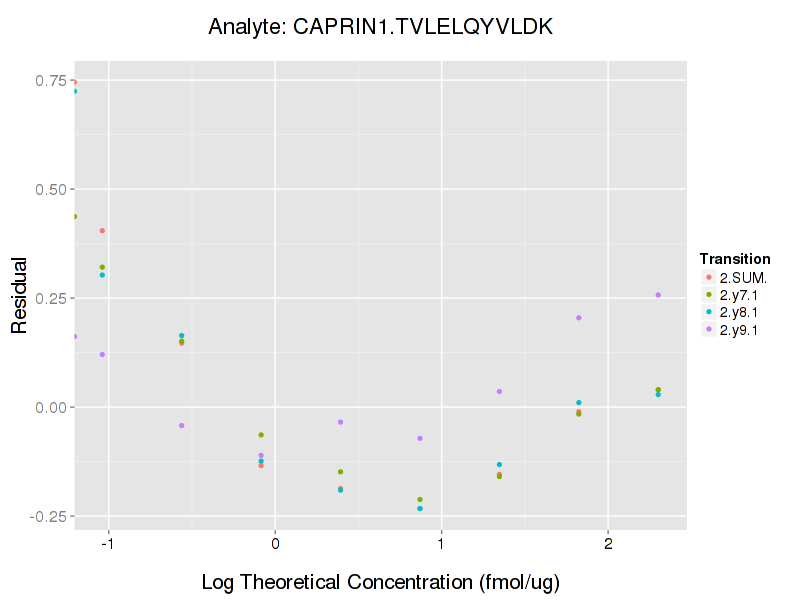 Analyte: CAPRIN1.TVLELQYVLDK
0.75
0.50
0.25
0.00
-0.25
Residual
-1
0
1
2
Log Theoretical Concentration (fmol/ug)
Transition
2.SUM.
2.y7.1
2.y8.1
2.y9.1